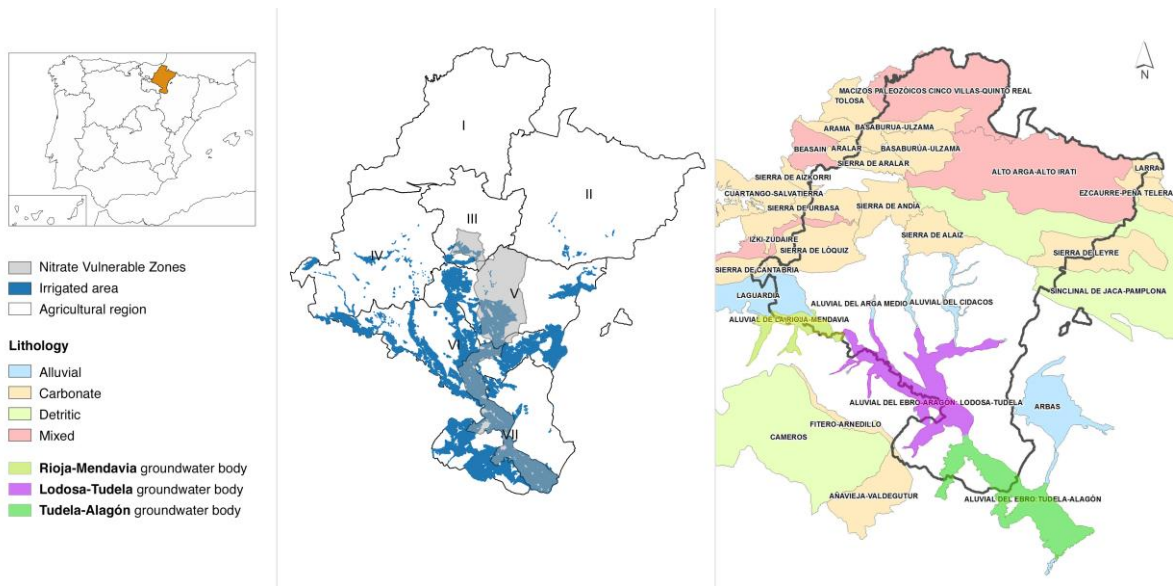 Nitrate Vulnerable Zones
Irrigated area
Agricultural region
Lithology
Alluvial
Carbonate
Detritic
Mixed
Rioja-Mendavia groundwater body
Lodosa-Tudela groundwater body
Tudela-Alagón groundwater body
I
II
III
IV
V
VI
VII
N
MACIZOS PALEOZÓICOS CINCO VILLAS-QUINTO REAL
TOLOSA
ARAMA
BASABURUA-ULZAMA
BEASAIN
ARALAR
BASABURÚA-ULZAMA
SIERRA DE ARALAR
ALTO ARGA-ALTO IRATI
LARRA
SIERRA DE AIZKORRI
EZCAURRE-PEÑA TELERA
CUARTANGO-SALVATIERRA
SIERRA DE URBASA
SIERRA DE ANDIA
SIERRA DE ALAIZ
IZKI-ZUDAIRE
SIERRA DE LÓQUIZ
SIERRA DE LEYRE
SIERRA DE CANTABRIA
SINCLINAL DE JACA-PAMPLONA
LAGUARDIA
ALUVIAL DEL ARGA MEDIO
ALUVIAL DEL CIDACOS
ALUVIAL DE LA RIOJA-MENDAVIA
ALUVIAL DEL EBRO-ARAGÓN: LODOSA-TUDELA
ARBAS
FITERO-ARNEDILLO
CAMEROS
AÑAVIEJA-VALDEGUTUR
ALUVIAL DEL EBRO: TUDELA-ALAGÓN